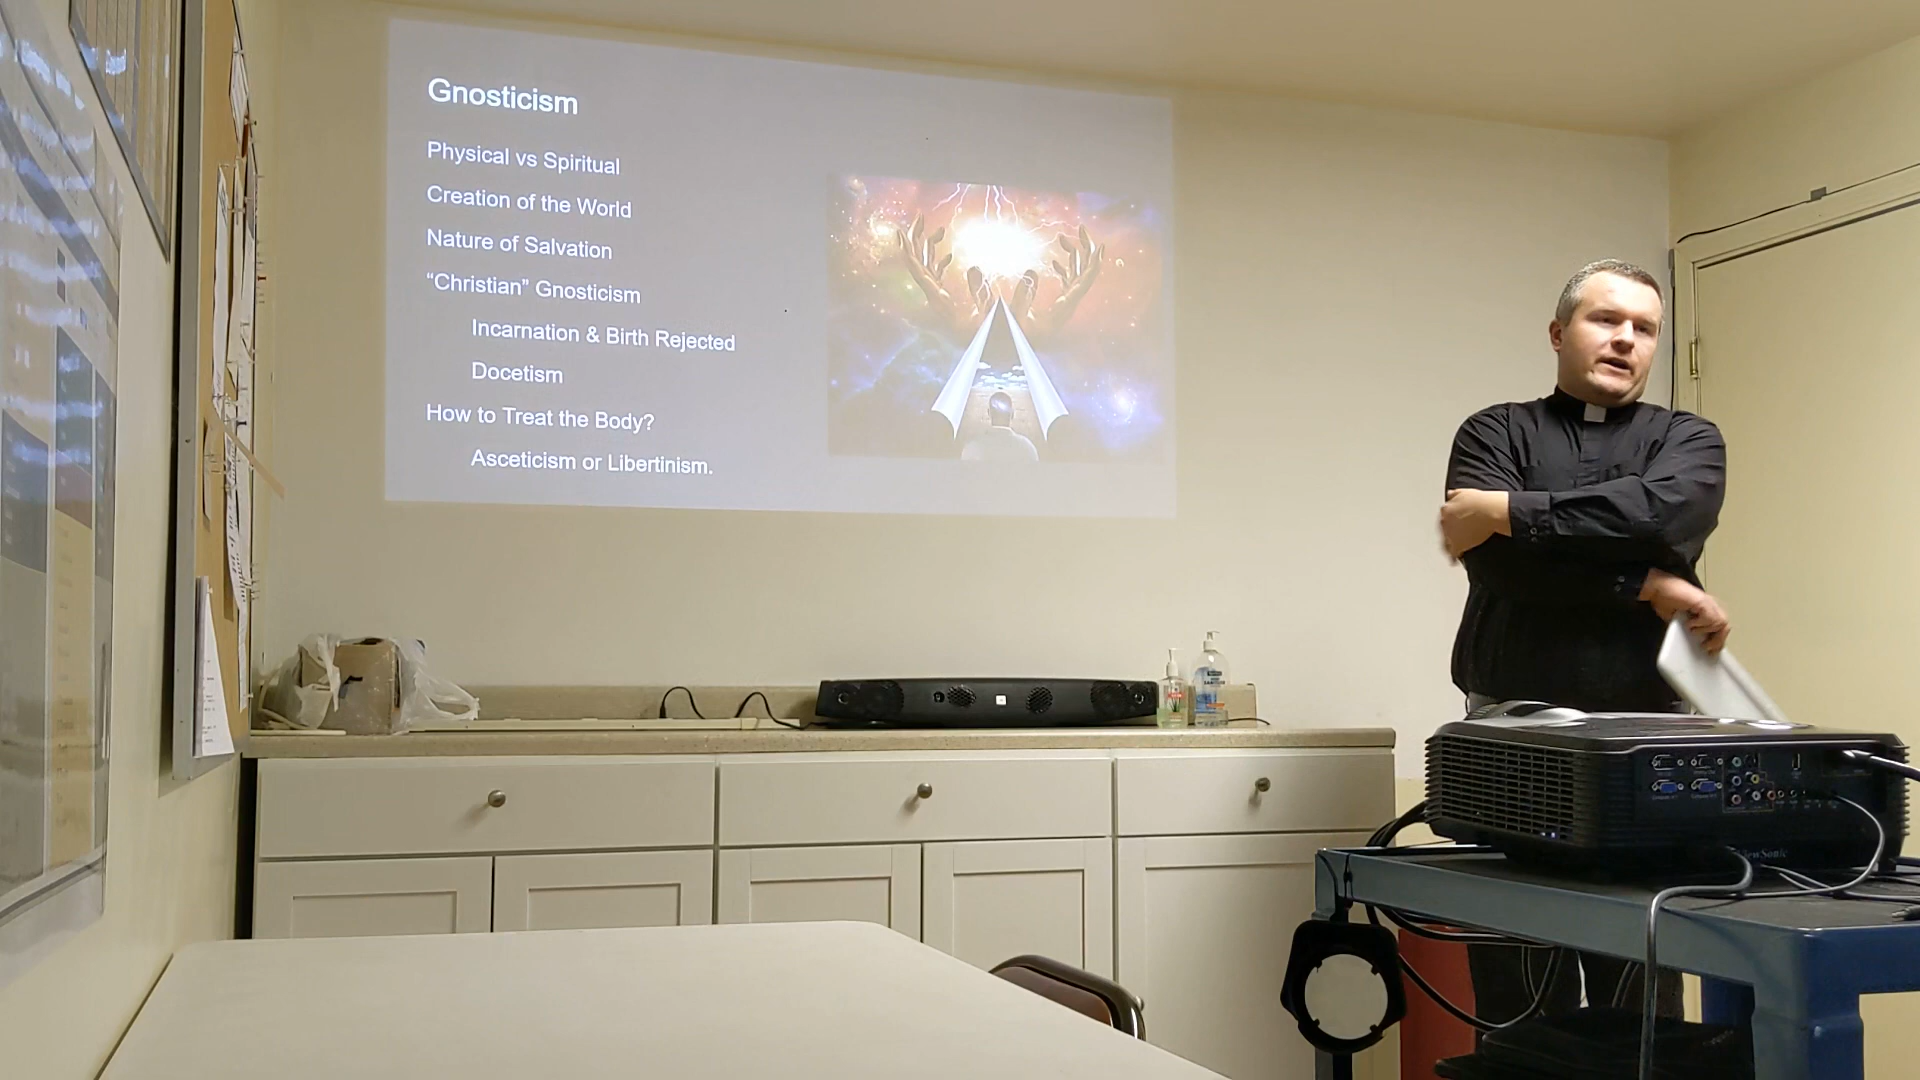 Gnosticism
Physical vs Spiritual
Creation of the World
Nature of Salvation
“Christian” Gnosticism
Incarnation & Birth Rejected
Docetism
How to Treat the Body?
Asceticism or Libertinism.
ViewSonic